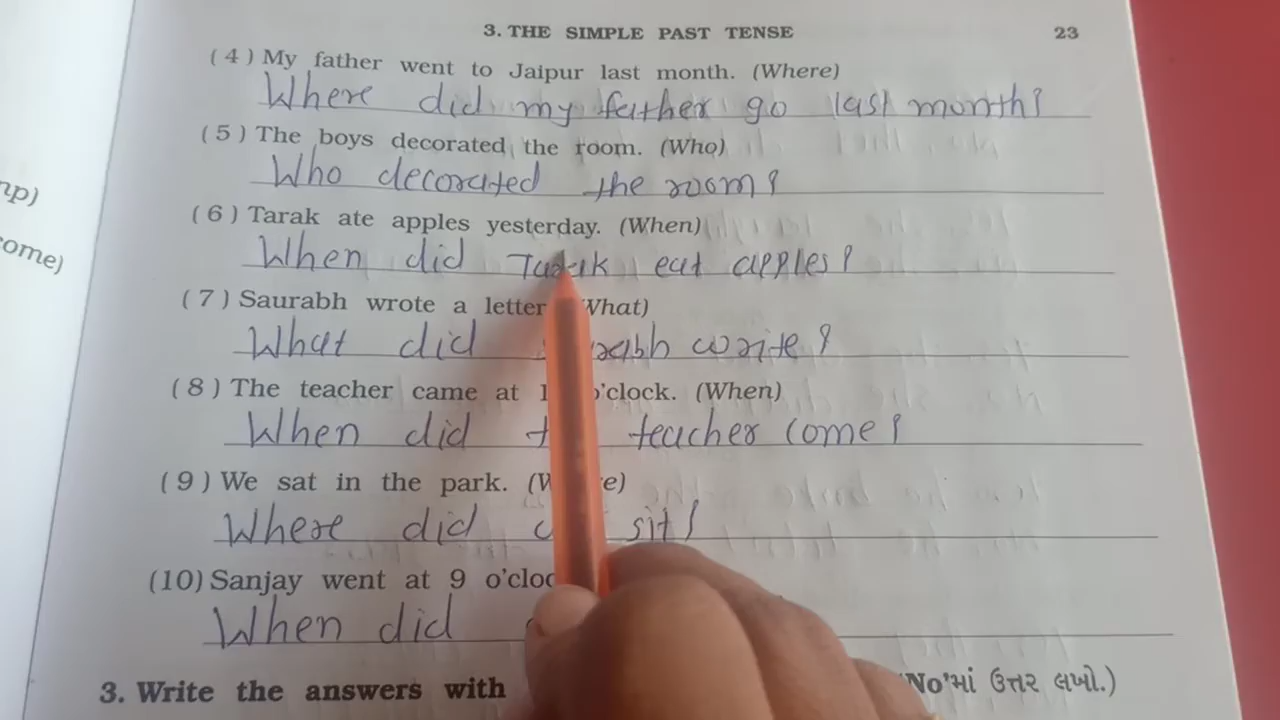 3. THE SIMPLE PAST TENSE 23
(4) My father went to Jaipur last month. (Where)
Where did my father go last month?
(5) The boys decorated the room. (Who)
Who decorated the room?
(6) Tarak ate apples yesterday. (When)
When did Tarak eat apples?
(7) Saurabh wrote a letter What)
What did rabh write?
(8) The teacher came at o'clock. (When)
When did teacher come?
(9) We sat in the park.
Where did sit?
(10) Sanjay went at 9
When did
3. Write the answers with No'માં ઉત્તર લખો.)
np)
ome)